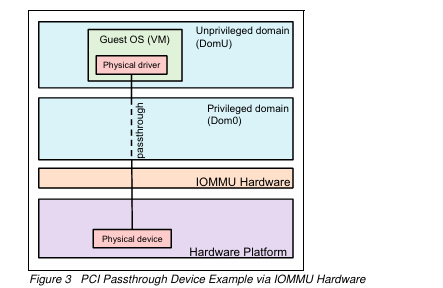 Unprivileged domain
(DomU)
Guest OS (VM)
Physical driver
Privileged domain
(Dom0)
passthrough
IOMMU Hardware
Physical device
Hardware Platform
Figure 3 PCI Passthrough Device Example via IOMMU Hardware